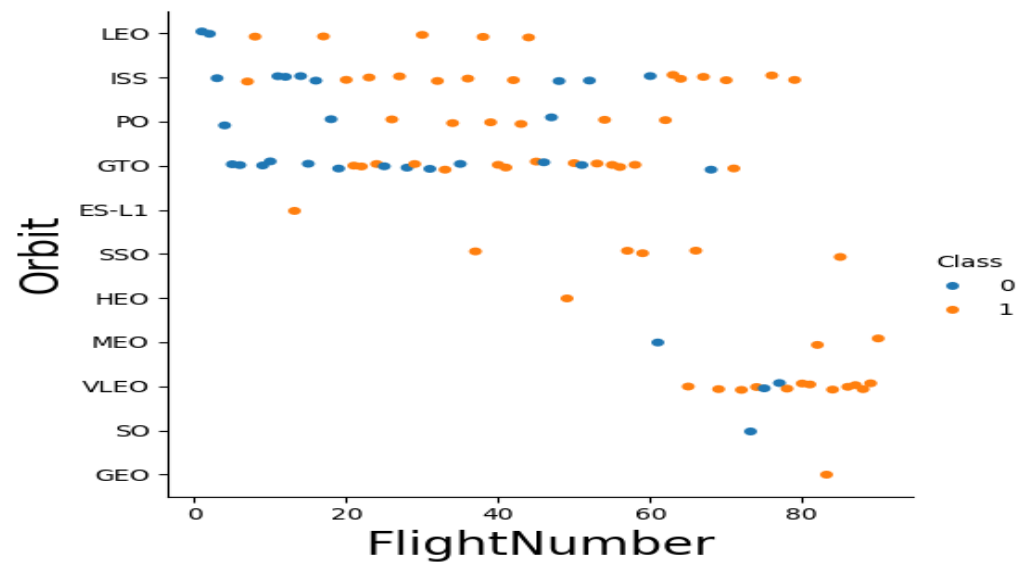 LEO
ISS
PO
GTO
ES-L1
SSO
HEO
MEO
VLEO
SO
GEO
Orbit
0 20 40 60 80
FlightNumber
Class
0
1